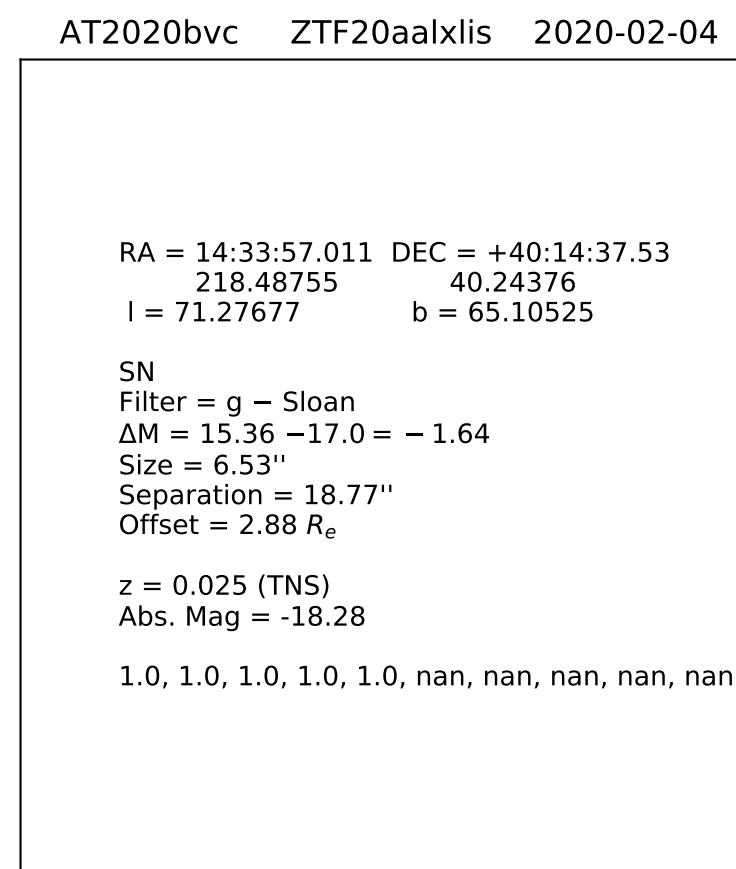 AT2020bvc ZTF20aalxlis 2020-02-04
RA = 14:33:57.011 DEC = +40:14:37.53
218.48755 40.24376
l = 71.27677 b = 65.10525
SN
Filter = g − Sloan
ΔM = 15.36 −17.0 = − 1.64
Size = 6.53''
Separation = 18.77''
Offset = 2.88 Rₑ
z = 0.025 (TNS)
Abs. Mag = -18.28
1.0, 1.0, 1.0, 1.0, 1.0, nan, nan, nan, nan, nan